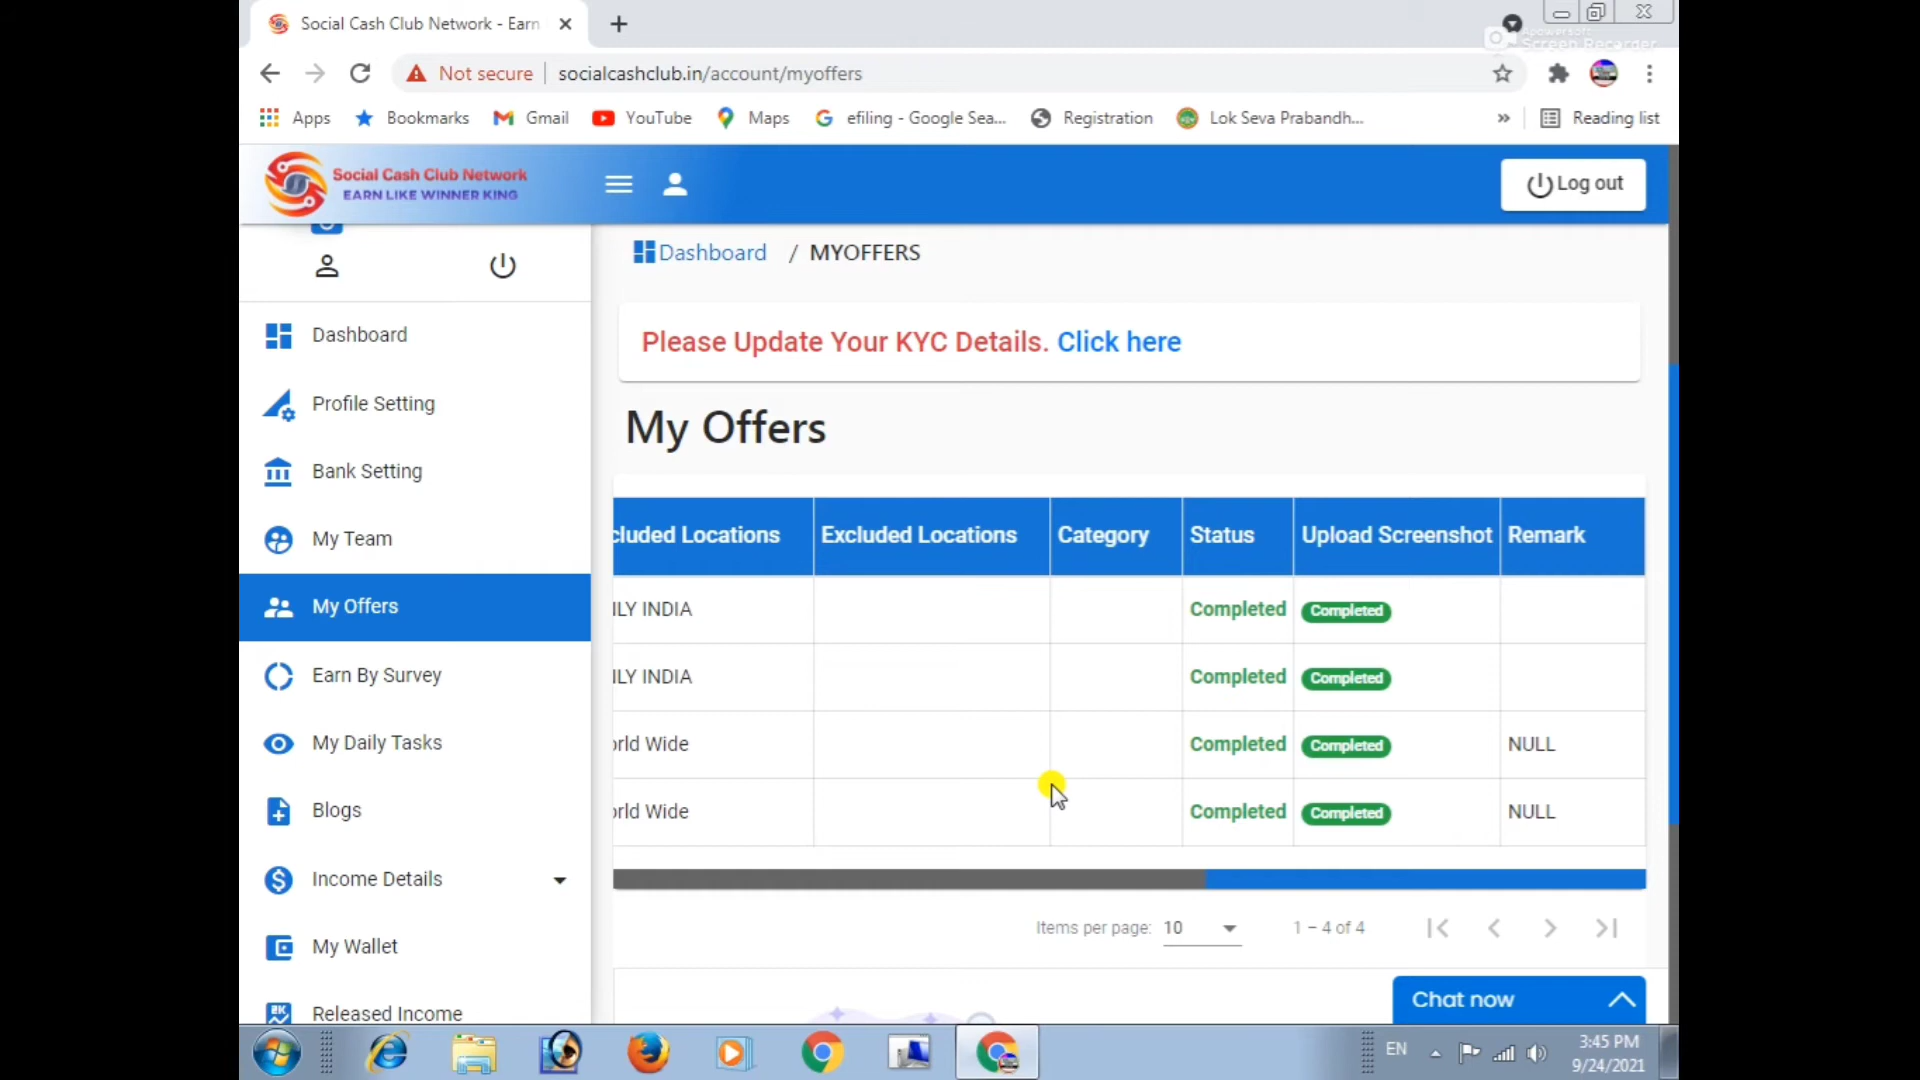 Social Cash Club Network - Earn
Apowersoft
Screen Recorder
Not secure
socialcashclub.in/account/myoffers
Apps
Bookmarks
Gmail
YouTube
Maps
efiling - Google Sea...
Registration
Lok Seva Prabandh...
»
Reading list
Social Cash Club Network
EARN LIKE WINNER KING
Log out
Dashboard
Profile Setting
Bank Setting
My Team
My Offers
Earn By Survey
My Daily Tasks
Blogs
Income Details
My Wallet
Released Income
Dashboard / MYOFFERS
Please Update Your KYC Details. Click here
My Offers
cluded Locations Excluded Locations Category Status Upload Screenshot Remark
ILY INDIA Completed Completed
ILY INDIA Completed Completed
orld Wide Completed Completed NULL
orld Wide Completed Completed NULL
Items per page: 10 1 – 4 of 4
Chat now
EN
3:45 PM
9/24/2021